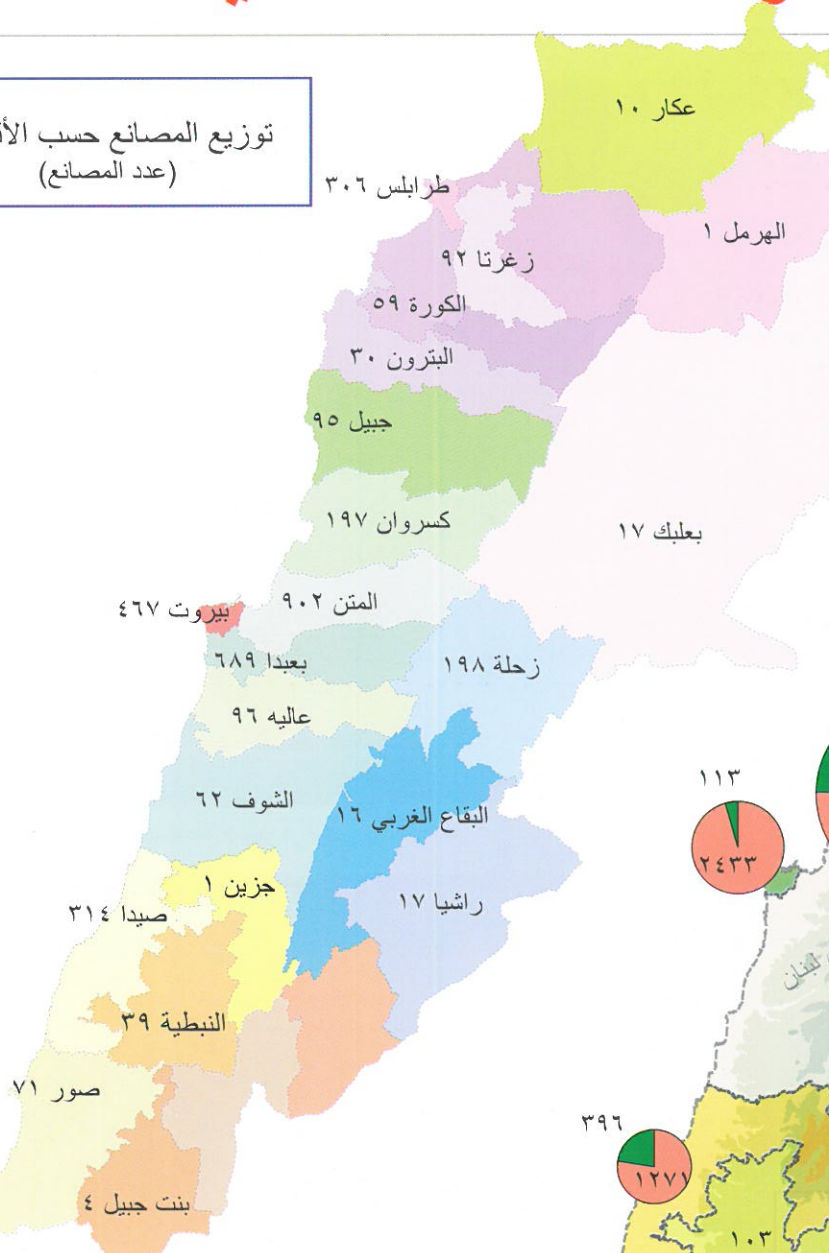 توزيع المصانع حسب
(عدد المصانع)
عكار ١٠
طرابلس ٣٠٦
الهرمل ١
زغرتا ٩٢
الكورة ٥٩
البترون ٣٠
جبيل ٩٥
كسروان ١٩٧
بعلبك ١٧
المتن ٩٠٢
بيروت ٤٦٧
بعبدا ٦٨٩
زحلة ١٩٨
عاليه ٩٦
الشوف ٦٢
البقاع الغربي ١٦
جزين ١
راشيا ١٧
صيدا ٣١٤
النبطية ٣٩
صور ٧١
بنت جبيل ٤
١١٣
٢٤٣٣
لبنان
٣٩٦
١٢٧١
١٠٣